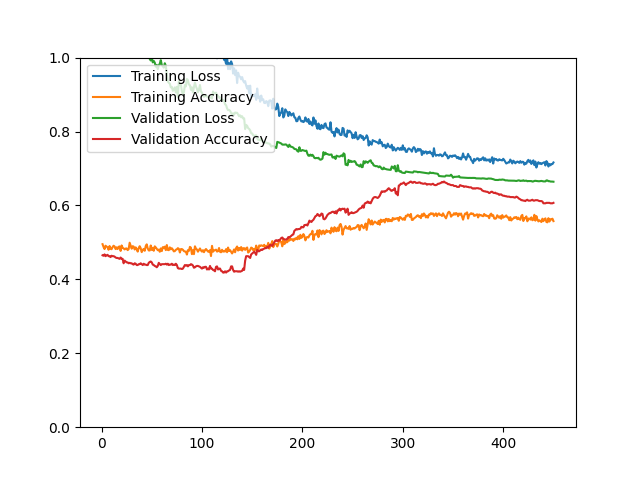 1.0
0.8
0.6
0.4
0.2
0.0
Training Loss
Training Accuracy
Validation Loss
Validation Accuracy
0 100 200 300 400